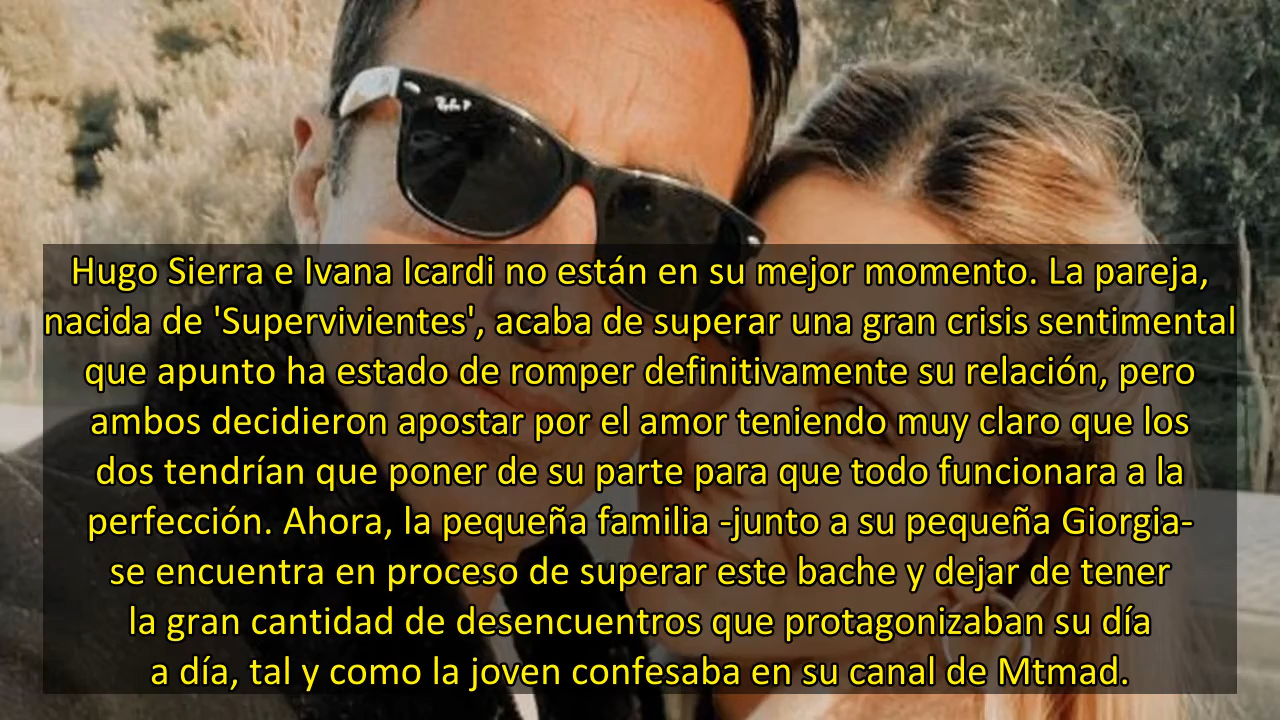 Ray-Ban P
Hugo Sierra e Ivana Icardi no están en su mejor momento. La pareja,
nacida de 'Supervivientes', acaba de superar una gran crisis sentimental
que apunto ha estado de romper definitivamente su relación, pero
ambos decidieron apostar por el amor teniendo muy claro que los
dos tendrían que poner de su parte para que todo funcionara a la
perfección. Ahora, la pequeña familia -junto a su pequeña Giorgia-
se encuentra en proceso de superar este bache y dejar de tener
la gran cantidad de desencuentros que protagonizaban su día
a día, tal y como la joven confesaba en su canal de Mtmad.